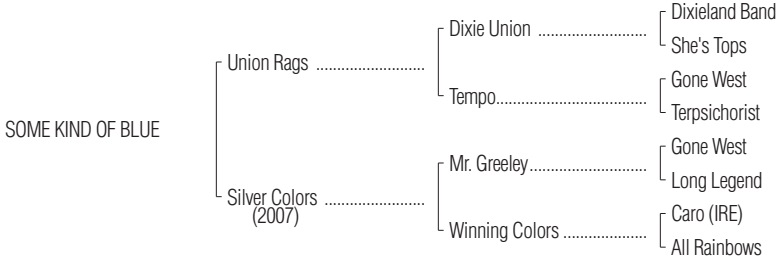 Dixieland Band
Dixie Union ..........................
She's Tops
Union Rags ..........................
Gone West
Tempo....................................
Terpsichorist
SOME KIND OF BLUE
Gone West
Mr. Greeley............................
Long Legend
Silver Colors ........................
(2007)
Caro (IRE)
Winning Colors ....................
All Rainbows